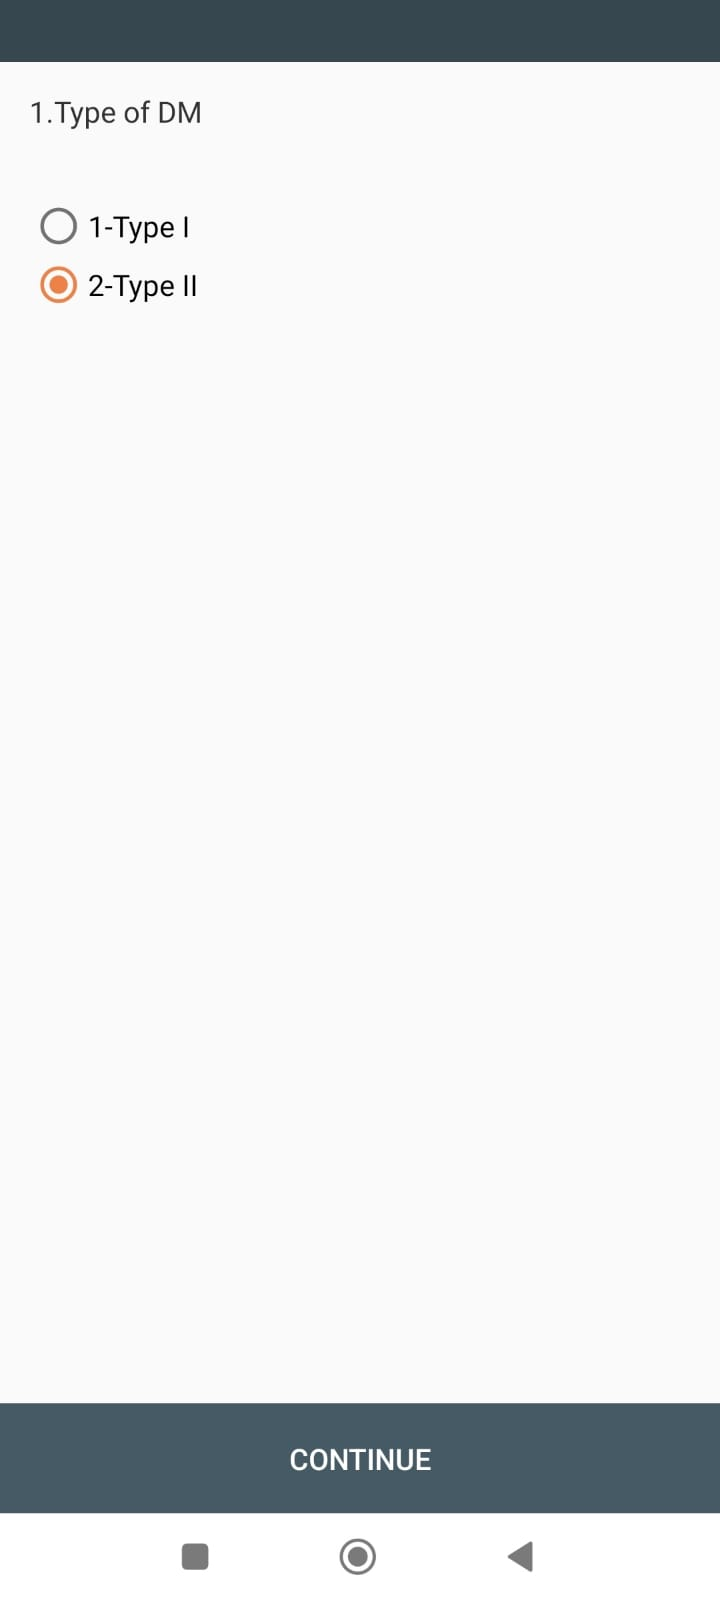 1.Type of DM
1-Type I
2-Type II
CONTINUE